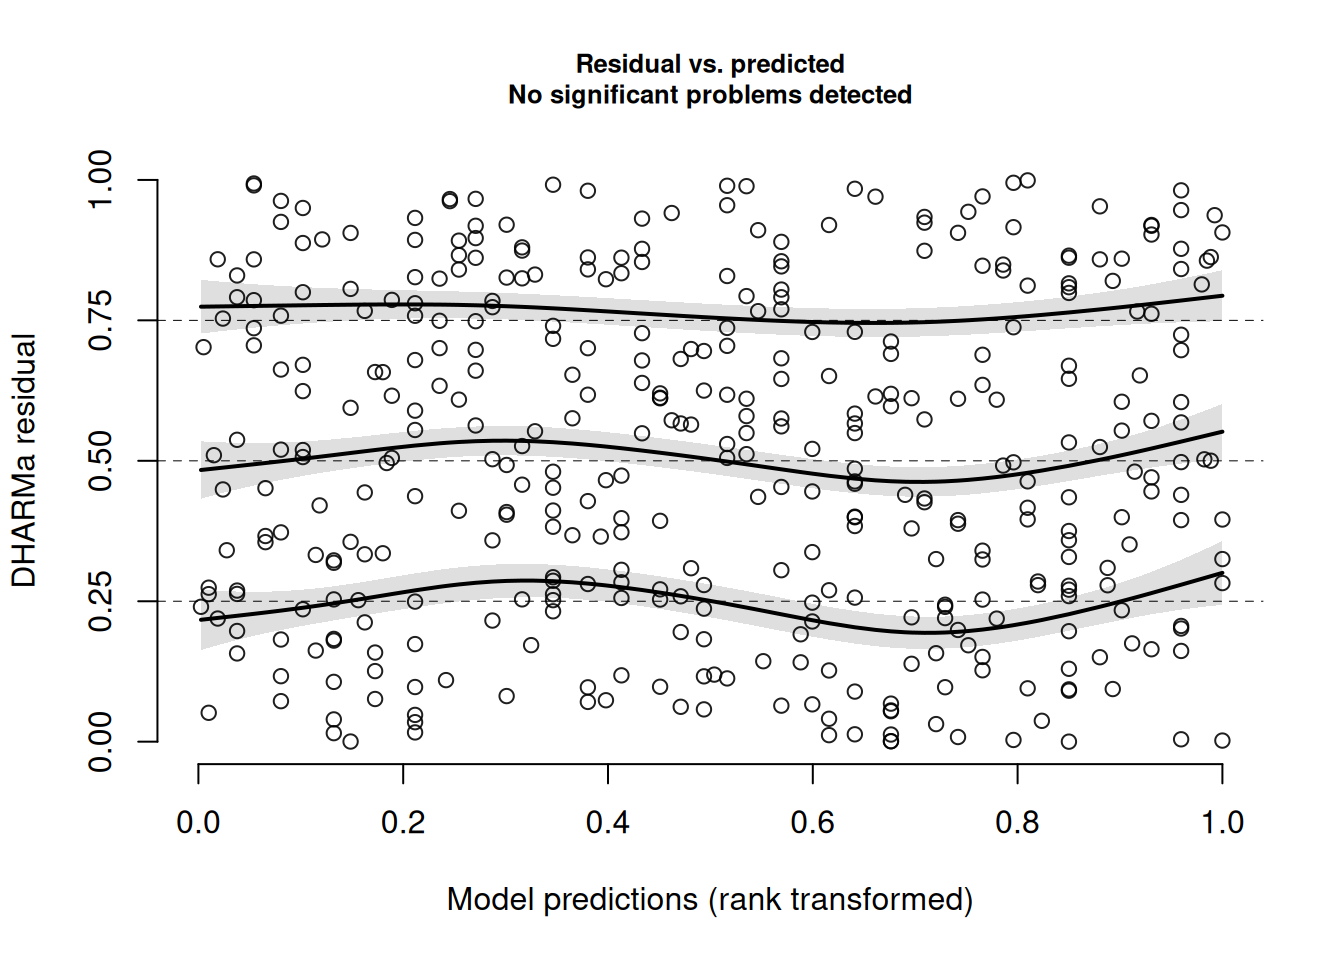 Residual vs. predicted
No significant problems detected
DHARMa residual
1.00
0.75
0.50
0.25
0.00
0.0 0.2 0.4 0.6 0.8 1.0
Model predictions (rank transformed)